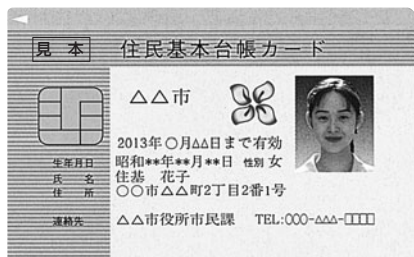 見 本 住民基本台帳カード
△△市
2013年○月△△日まで有効
生年月日 昭和**年**月**日 性別 女
氏 名 住基 花子
住 所 ○○市△△町2丁目2番1号
連絡先 △△市役所市民課 TEL:○○○-△△△-□□□□